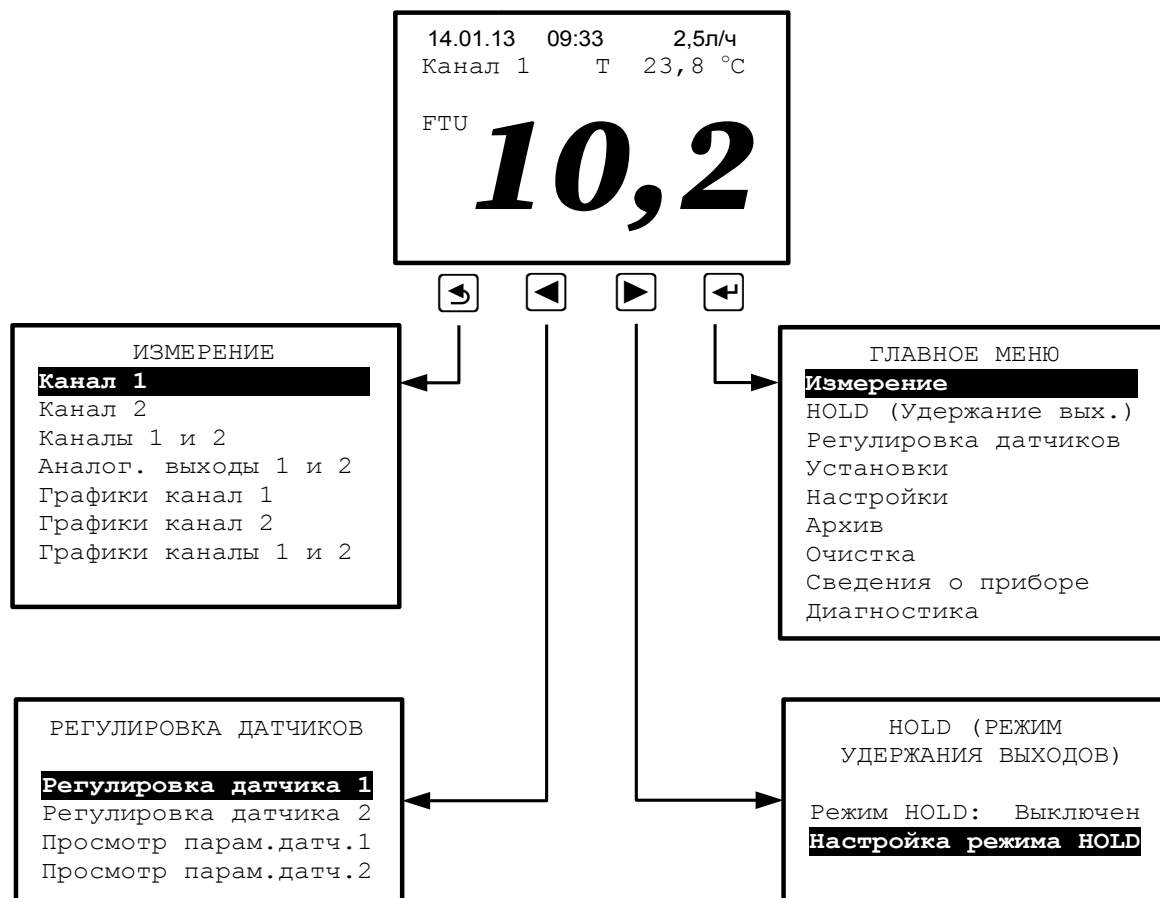 14.01.13 09:33 2,5л/ч
Канал 1 Т 23,8 °С
FTU 10,2
ИЗМЕРЕНИЕ
Канал 1
Канал 2
Каналы 1 и 2
Аналог. выходы 1 и 2
Графики канал 1
Графики канал 2
Графики каналы 1 и 2
ГЛАВНОЕ МЕНЮ
Измерение
HOLD (Удержание вых.)
Регулировка датчиков
Установки
Настройки
Архив
Очистка
Сведения о приборе
Диагностика
РЕГУЛИРОВКА ДАТЧИКОВ
Регулировка датчика 1
Регулировка датчика 2
Просмотр парам.датч.1
Просмотр парам.датч.2
HOLD (РЕЖИМ
УДЕРЖАНИЯ ВЫХОДОВ)
Режим HOLD: Выключен
Настройка режима HOLD